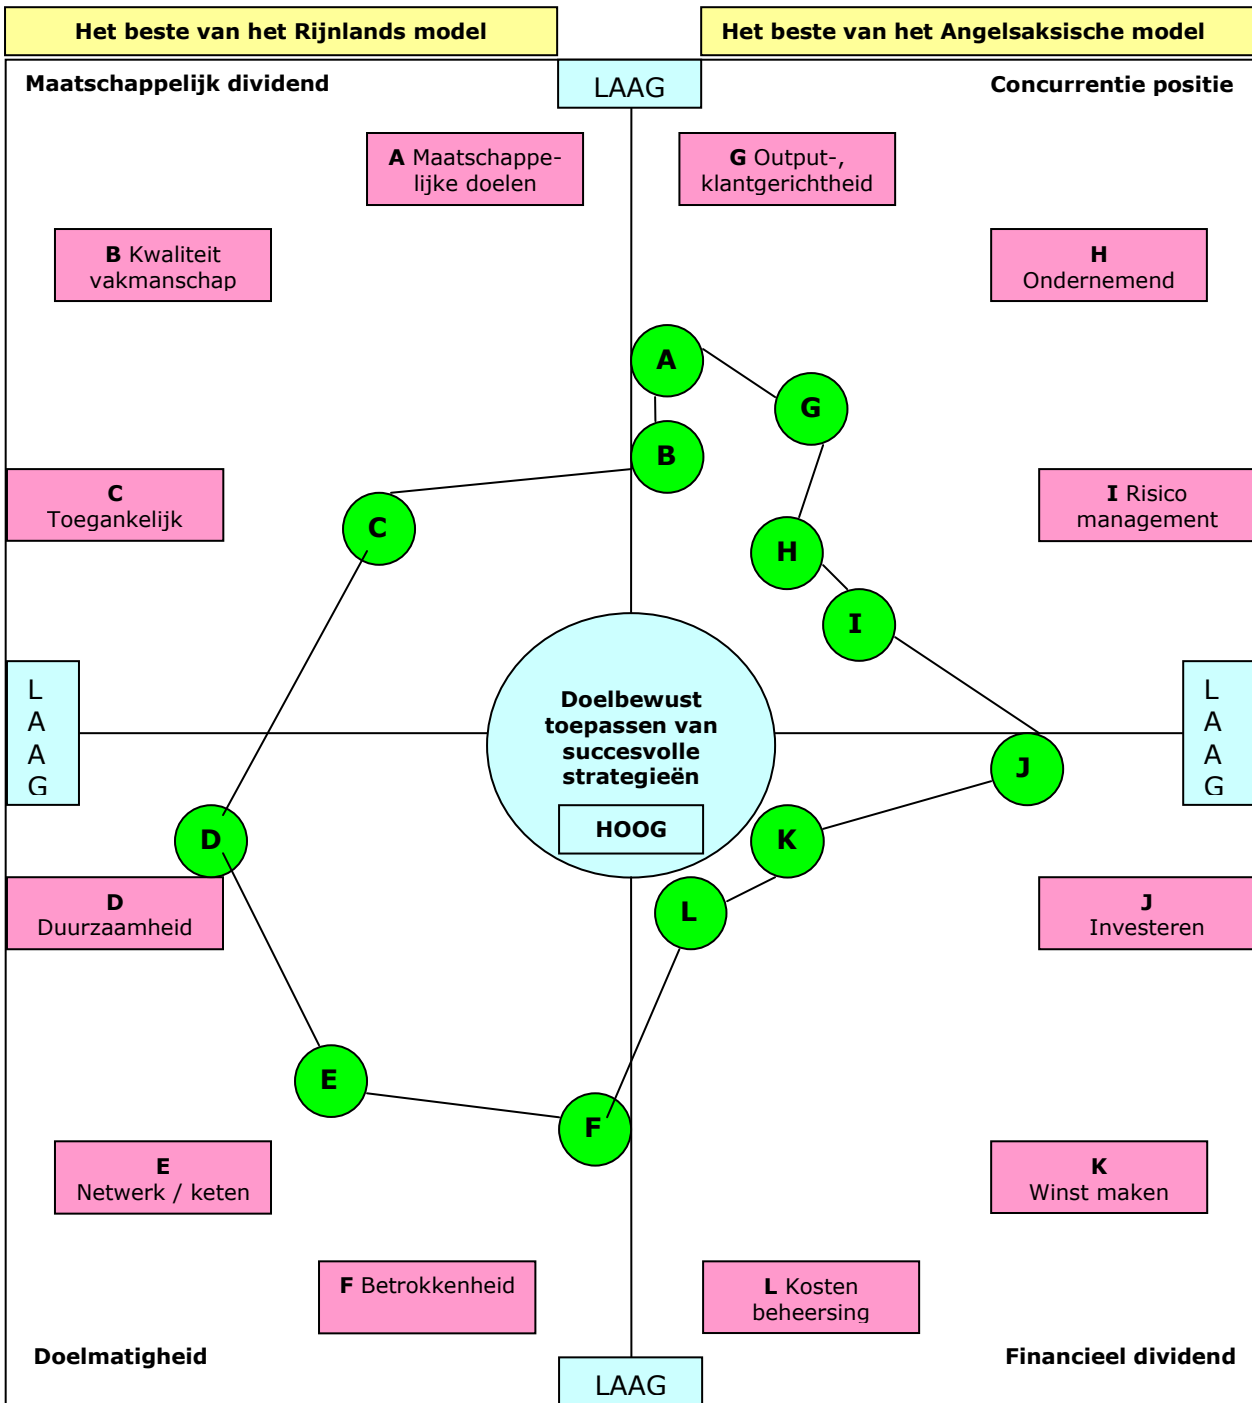 Het beste van het Rijnlands model
Het beste van het Angelsaksische model
Maatschappelijk dividend
LAAG
Concurrentie positie
A Maatschappe-
lijke doelen
G Output-,
klantgerichtheid
B Kwaliteit
vakmanschap
H
Ondernemend
A
G
B
C
Toegankelijk
I Risico
management
C
H
I
L
A
A
G
Doelbewust
toepassen van
succesvolle
strategieën
HOOG
L
A
A
G
J
D
K
L
D
Duurzaamheid
J
Investeren
E
F
E
Netwerk / keten
K
Winst maken
F Betrokkenheid
L Kosten
beheersing
Doelmatigheid
LAAG
Financieel dividend